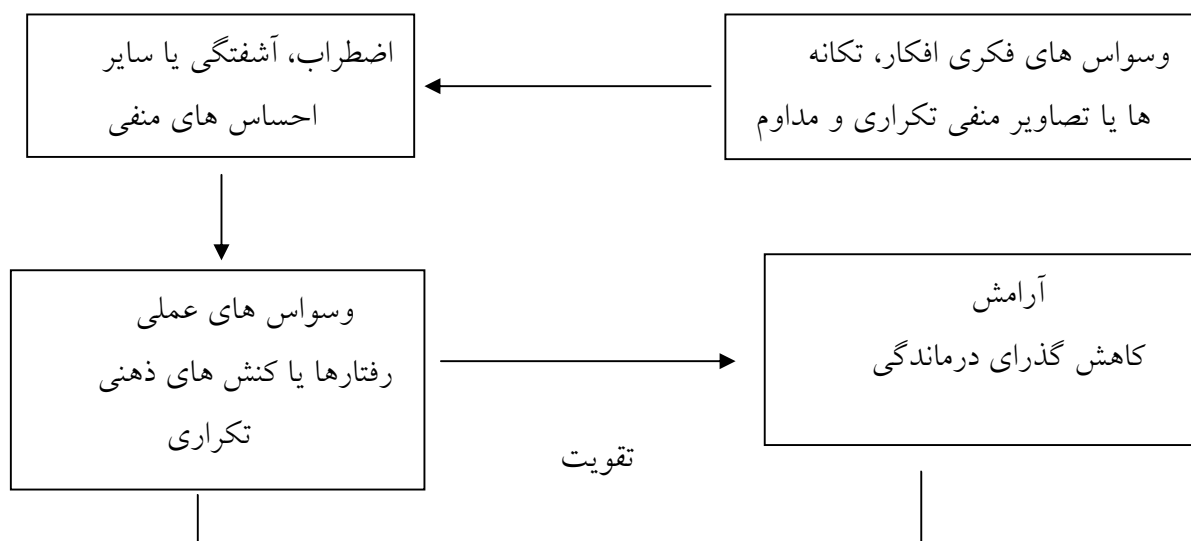 وسواس های فکری افکار، تکانه
ها یا تصاویر منفی تکراری و مداوم
اضطراب، آشفتگی یا سایر
احساس های منفی
وسواس های عملی
رفتارها یا کنش های ذهنی
تکراری
آرامش
کاهش گذرای درماندگی
تقویت